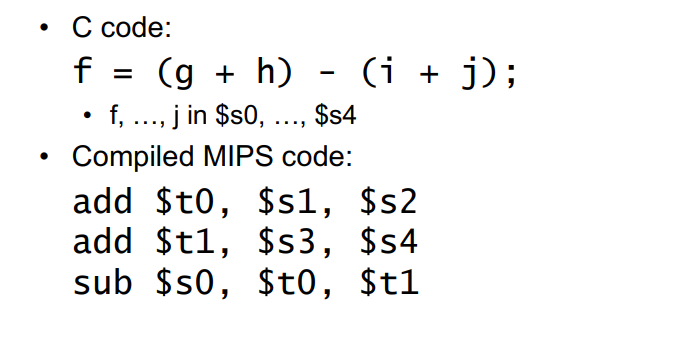 • C code:
f = (g + h) - (i + j);
• f, …, j in $s0, …, $s4
• Compiled MIPS code:
add $t0, $s1, $s2
add $t1, $s3, $s4
sub $s0, $t0, $t1